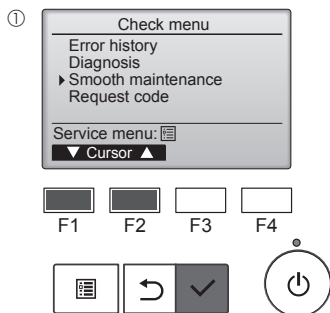 ①
Check menu
Error history
Diagnosis
Smooth maintenance
Request code
Service menu:
▼ Cursor ▲
F1 F2 F3 F4